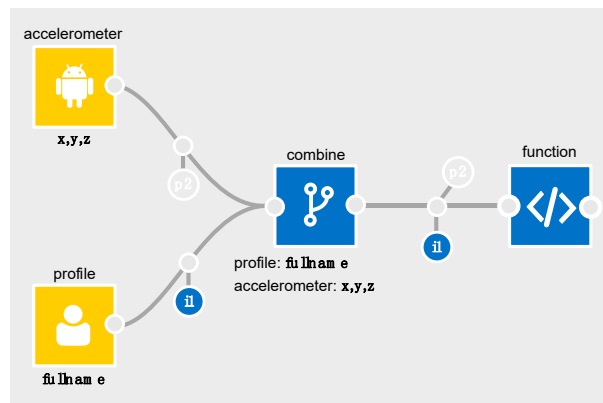 accelerometer
x,y,z
p2
combine
p2
function
i1
profile: fullname
accelerometer: x,y,z
profile
i1
fullname